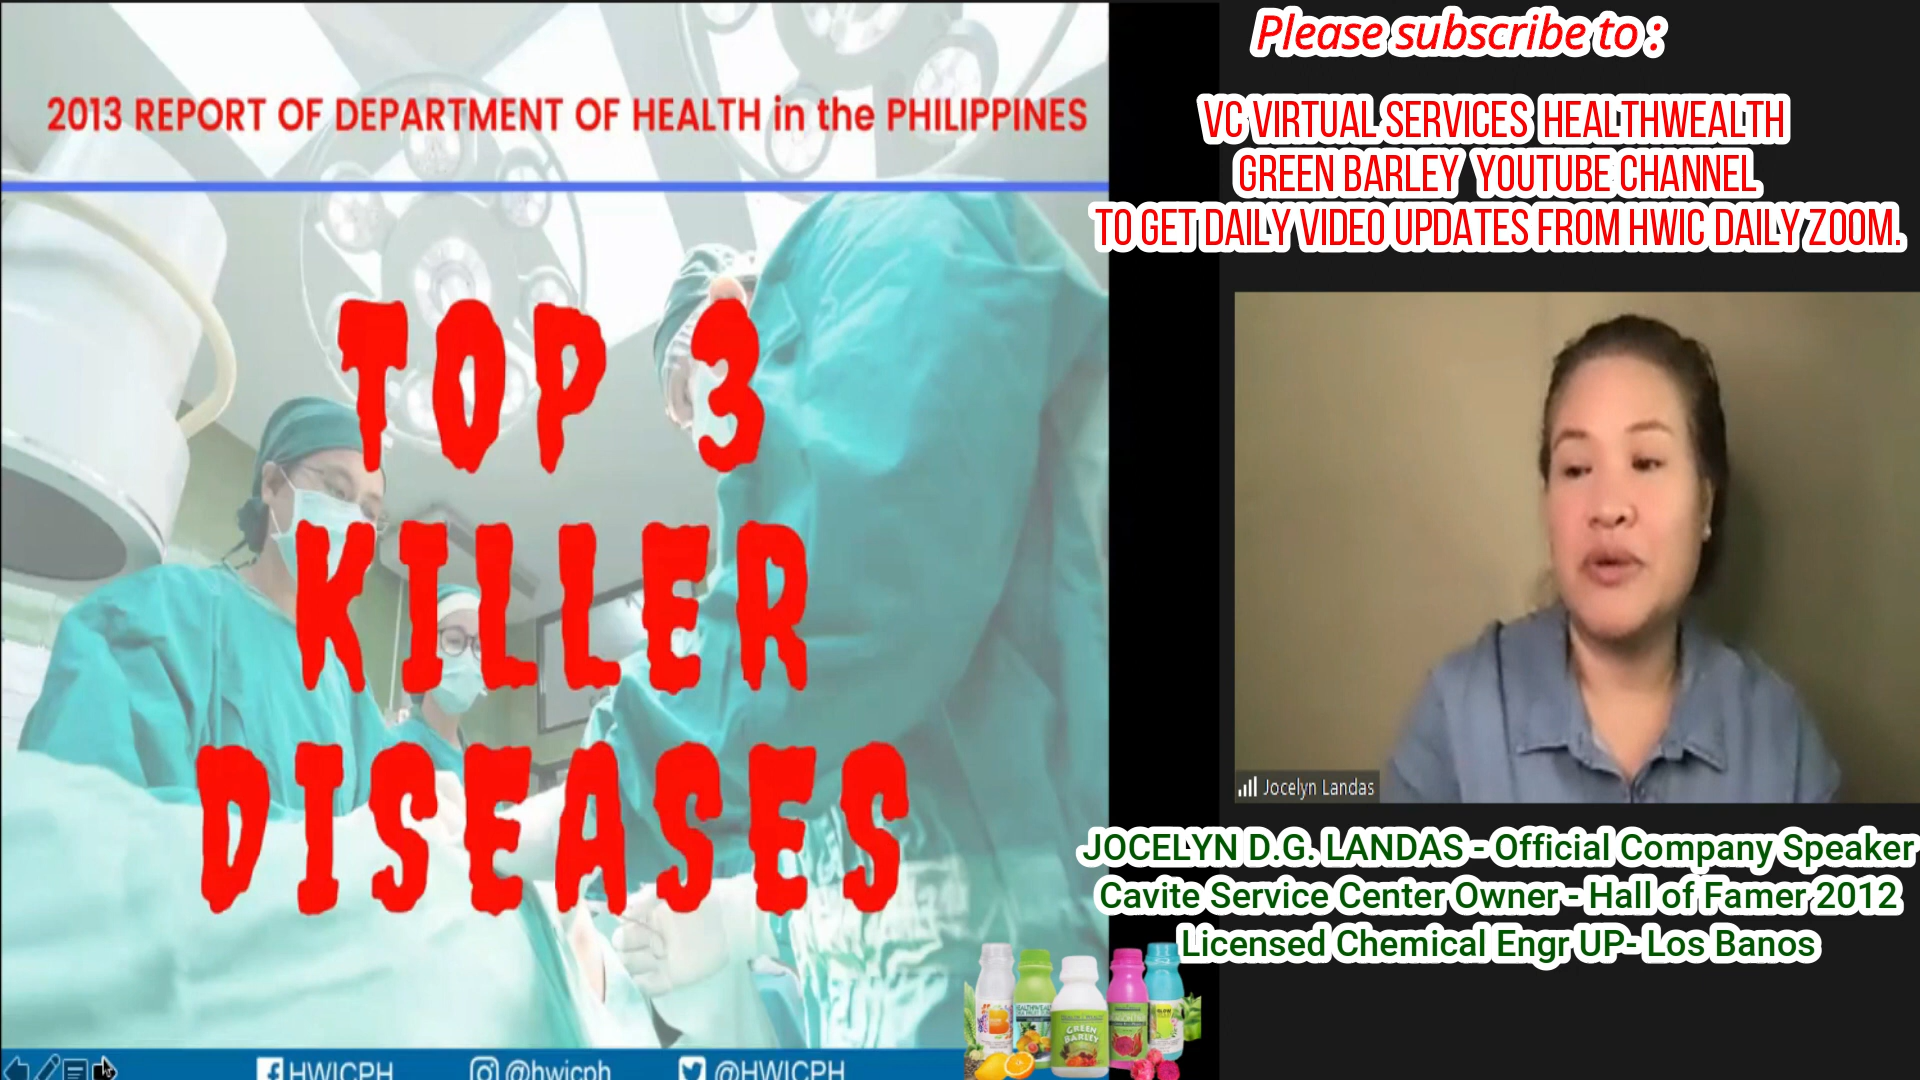 2013 REPORT OF DEPARTMENT OF HEALTH in the PHILIPPINES
TOP 3
KILLER
DISEASES
HWICPH
@hwicph
@HWICPH
Please subscribe to :
VC VIRTUAL SERVICES HEALTHWEALTH
GREEN BARLEY YOUTUBE CHANNEL
TO GET DAILY VIDEO UPDATES FROM HWIC DAILY ZOOM.
Jocelyn Landas
JOCELYN D.G. LANDAS - Official Company Speaker
Cavite Service Center Owner - Hall of Famer 2012
Licensed Chemical Engr UP- Los Banos
GREEN
BARLEY